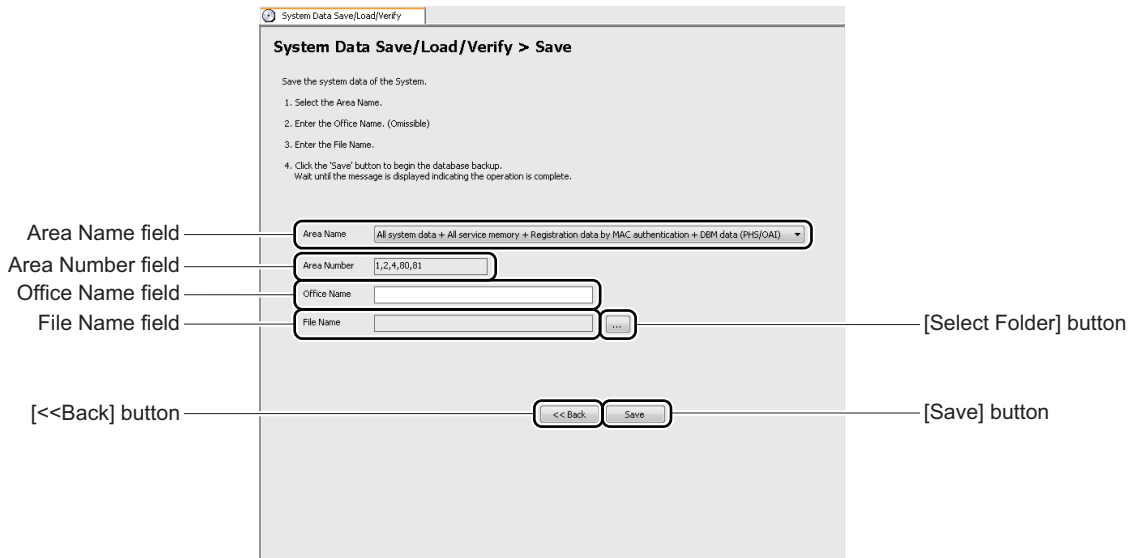 System Data Save/Load/Verify
System Data Save/Load/Verify > Save
Save the system data of the System.
1. Select the Area Name.
2. Enter the Office Name. (Omissible)
3. Enter the File Name.
4. Click the 'Save' button to begin the database backup.
Wait until the message is displayed indicating the operation is complete.
Area Name field
Area Name
All system data + All service memory + Registration data by MAC authentication + DBM data (PHS/OAI)
Area Number field
Area Number
1,2,4,80,81
Office Name field
Office Name
File Name field
File Name
...
[Select Folder] button
[<<Back] button
<< Back
Save
[Save] button